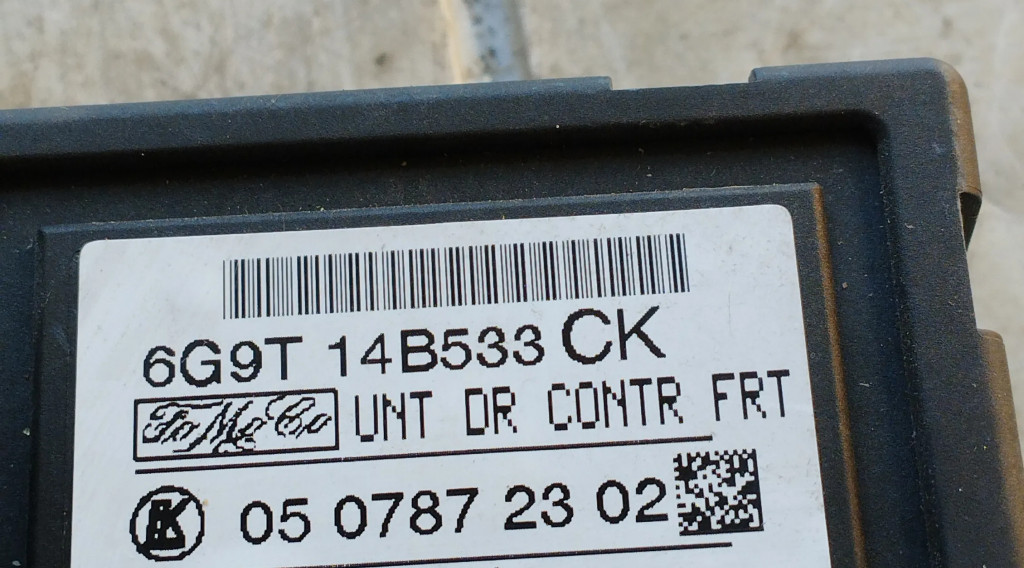 6G9T 14B533 CK
FoMoCo UNT DR CONTR FRT
05 0787 23 02